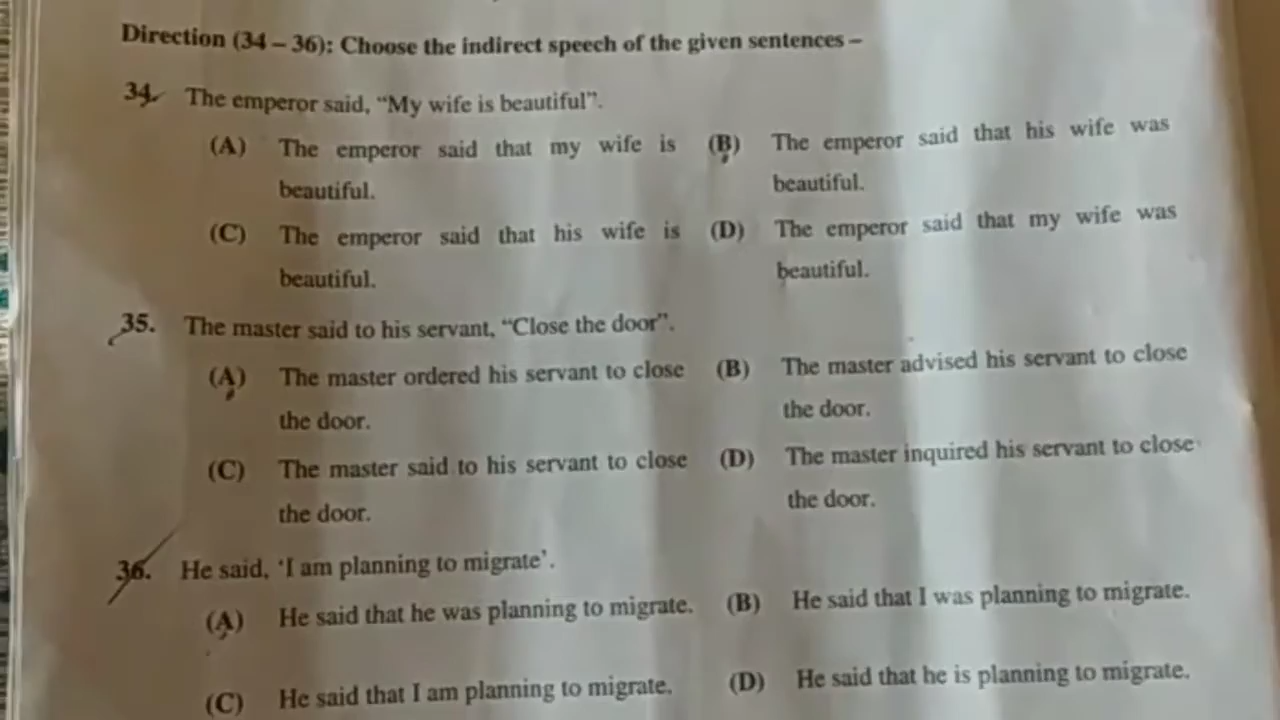 Direction (34 – 36): Choose the indirect speech of the given sentences –
34. The emperor said, “My wife is beautiful”.
(A) The emperor said that my wife is beautiful.
(B) The emperor said that his wife was beautiful.
(C) The emperor said that his wife is beautiful.
(D) The emperor said that my wife was beautiful.
35. The master said to his servant, “Close the door”.
(A) The master ordered his servant to close the door.
(B) The master advised his servant to close the door.
(C) The master said to his servant to close the door.
(D) The master inquired his servant to close the door.
36. He said, ‘I am planning to migrate’.
(A) He said that he was planning to migrate.
(B) He said that I was planning to migrate.
(C) He said that I am planning to migrate.
(D) He said that he is planning to migrate.